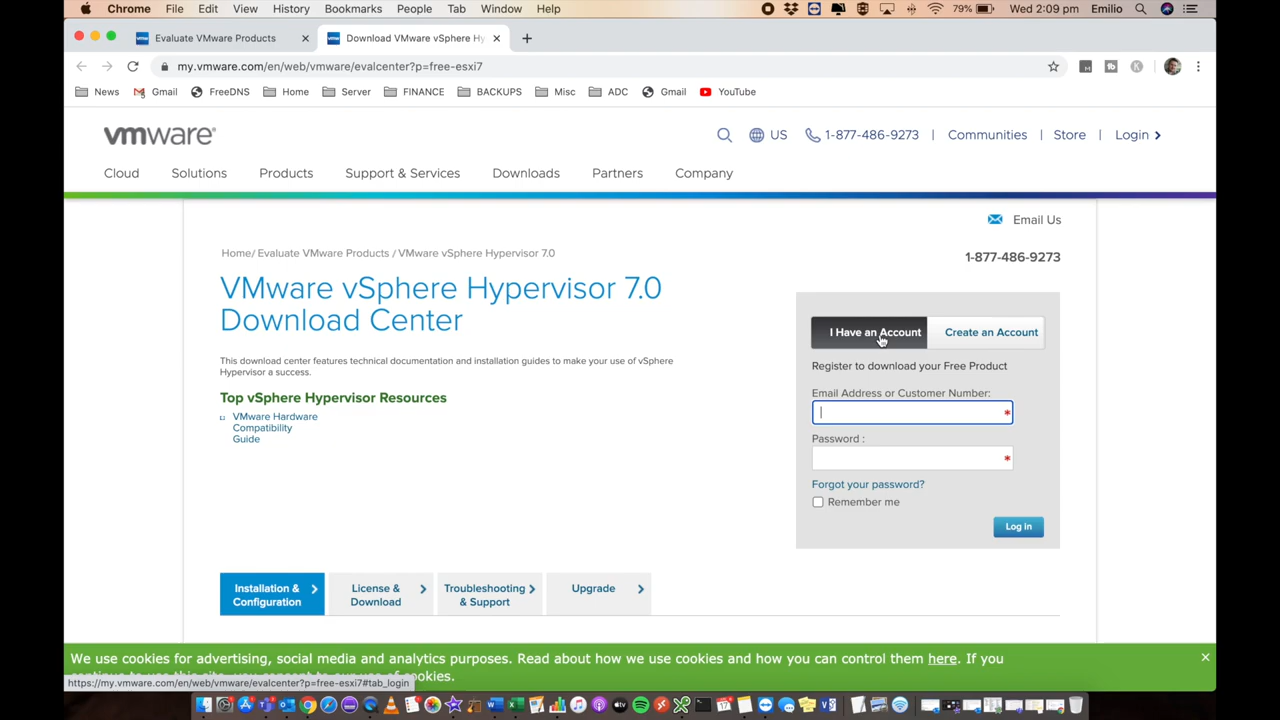 Chrome File Edit View History Bookmarks People Tab Window Help 79% Wed 2:09 pm Emilio
Evaluate VMware Products × Download VMware vSphere Hy × +
my.vmware.com/en/web/vmware/evalcenter?p=free-esxi7
News Gmail FreeDNS Home Server FINANCE BACKUPS Misc ADC Gmail YouTube
vmware® US 1-877-486-9273 | Communities | Store | Login
Cloud Solutions Products Support & Services Downloads Partners Company
Email Us
Home/ Evaluate VMware Products / VMware vSphere Hypervisor 7.0
1-877-486-9273
VMware vSphere Hypervisor 7.0
Download Center
This download center features technical documentation and installation guides to make your use of vSphere
Hypervisor a success.
Top vSphere Hypervisor Resources
VMware Hardware
Compatibility
Guide
I Have an Account Create an Account
Register to download your Free Product
Email Address or Customer Number:
*
Password :
*
Forgot your password?
Remember me
Log in
Installation &
Configuration
License &
Download
Troubleshooting
& Support
Upgrade
We use cookies for advertising, social media and analytics purposes. Read about how we use cookies and how you can control them here. If you
https://my.vmware.com/en/web/vmware/evalcenter?p=free-esxi7#tab_login